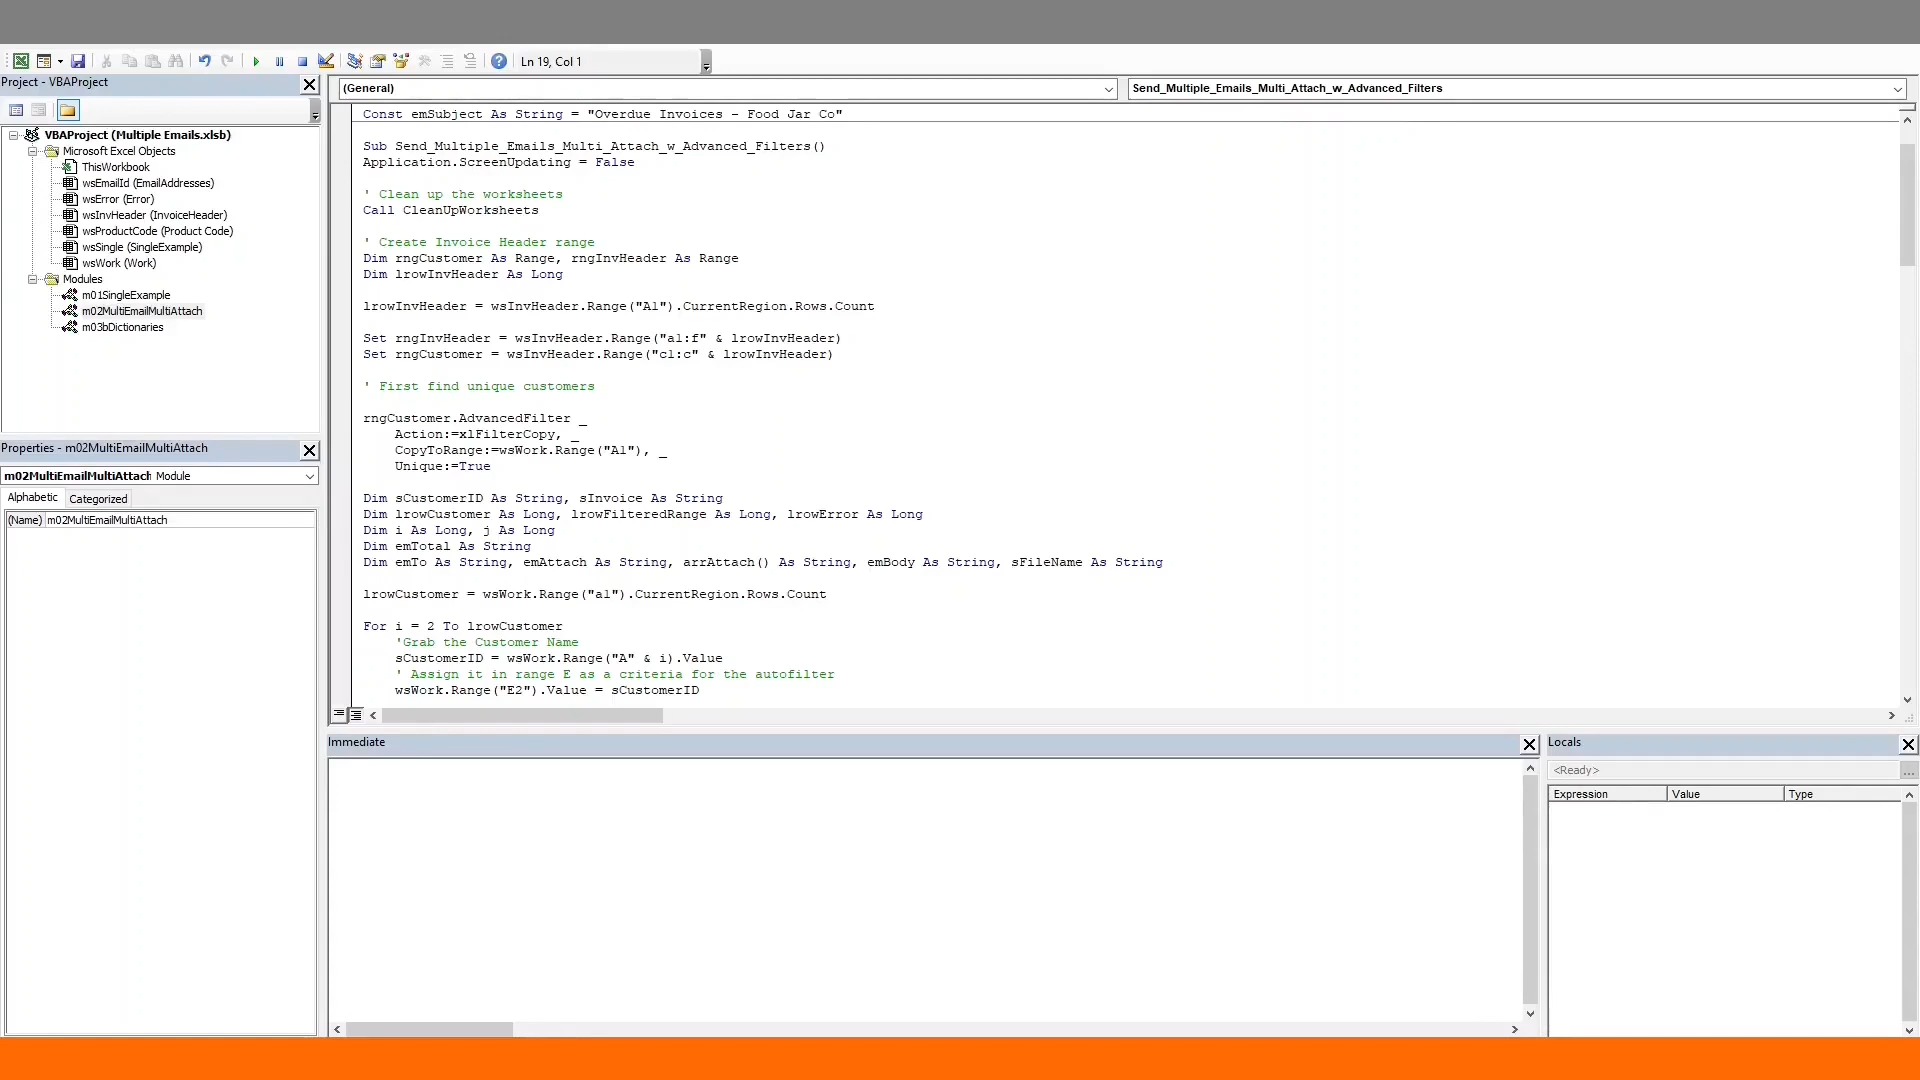 Ln 19, Col 1
Project - VBAProject
VBAProject (Multiple Emails.xlsb)
Microsoft Excel Objects
ThisWorkbook
wsEmailId (EmailAddresses)
wsError (Error)
wsInvHeader (InvoiceHeader)
wsProductCode (Product Code)
wsSingle (SingleExample)
wsWork (Work)
Modules
m01SingleExample
m02MultiEmailMultiAttach
m03bDictionaries
Properties - m02MultiEmailMultiAttach
m02MultiEmailMultiAttach Module
Alphabetic Categorized
(Name) m02MultiEmailMultiAttach
(General) Send_Multiple_Emails_Multi_Attach_w_Advanced_Filters
Const emSubject As String = "Overdue Invoices - Food Jar Co"
Sub Send_Multiple_Emails_Multi_Attach_w_Advanced_Filters()
Application.ScreenUpdating = False
' Clean up the worksheets
Call CleanUpWorksheets
' Create Invoice Header range
Dim rngCustomer As Range, rngInvHeader As Range
Dim lrowInvHeader As Long
lrowInvHeader = wsInvHeader.Range("A1").CurrentRegion.Rows.Count
Set rngInvHeader = wsInvHeader.Range("a1:f" & lrowInvHeader)
Set rngCustomer = wsInvHeader.Range("c1:c" & lrowInvHeader)
' First find unique customers
rngCustomer.AdvancedFilter _
Action:=xlFilterCopy, _
CopyToRange:=wsWork.Range("A1"), _
Unique:=True
Dim sCustomerID As String, sInvoice As String
Dim lrowCustomer As Long, lrowFilteredRange As Long, lrowError As Long
Dim i As Long, j As Long
Dim emTotal As String
Dim emTo As String, emAttach As String, arrAttach() As String, emBody As String, sFileName As String
lrowCustomer = wsWork.Range("a1").CurrentRegion.Rows.Count
For i = 2 To lrowCustomer
'Grab the Customer Name
sCustomerID = wsWork.Range("A" & i).Value
' Assign it in range E as a criteria for the autofilter
wsWork.Range("E2").Value = sCustomerID
Immediate
Locals
<Ready>
Expression Value Type